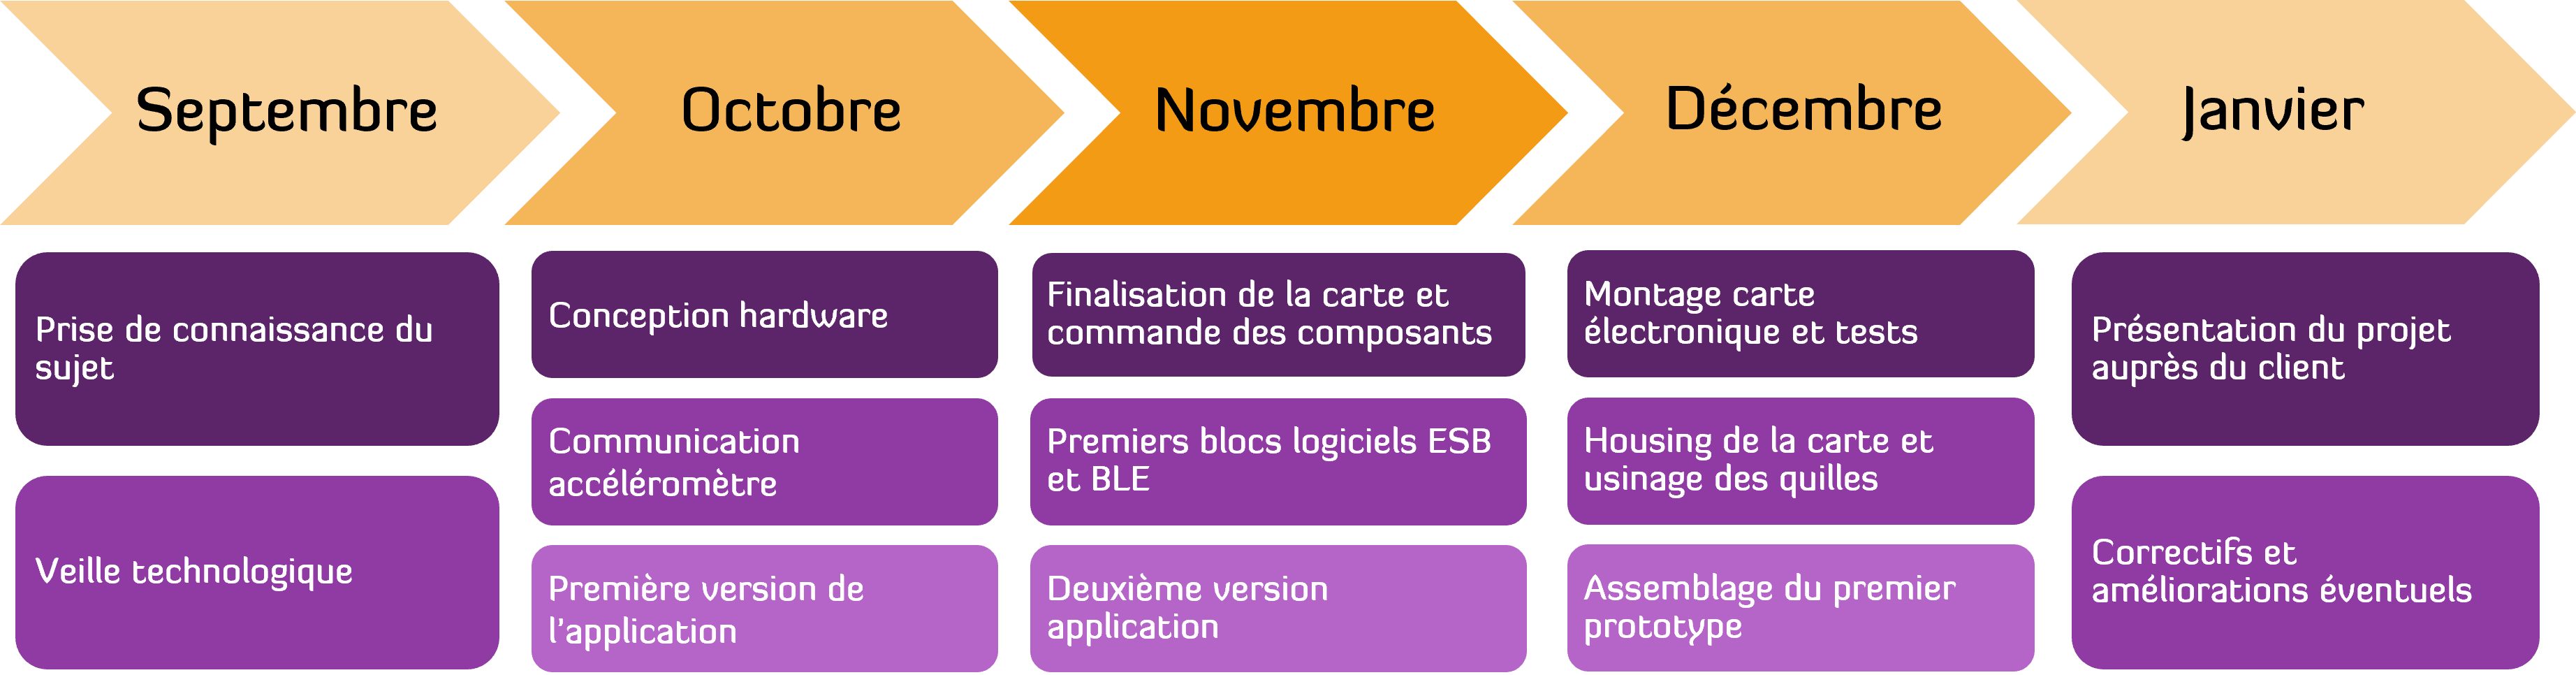 Septembre
Octobre
Novembre
Décembre
Janvier
Prise de connaissance du
sujet
Veille technologique
Conception hardware
Communication
accéléromètre
Première version de
l'application
Finalisation de la carte et
commande des composants
Premiers blocs logiciels ESB
et BLE
Deuxième version
application
Montage carte
électronique et tests
Housing de la carte et
usinage des quilles
Assemblage du premier
prototype
Présentation du projet
auprès du client
Correctifs et
améliorations éventuels